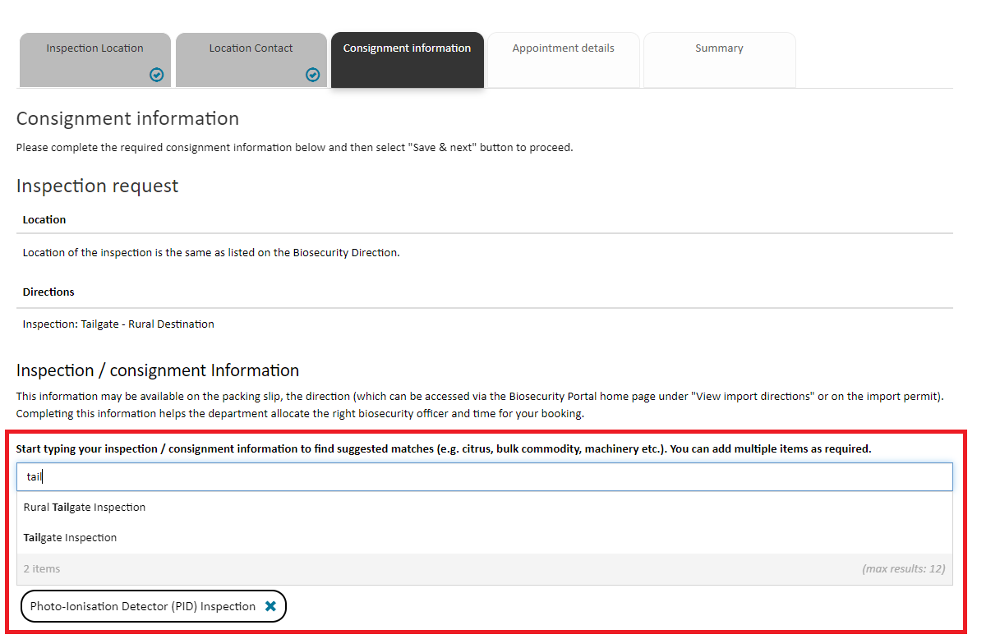 Inspection Location
Location Contact
Consignment information
Appointment details
Summary
Consignment information
Please complete the required consignment information below and then select "Save & next" button to proceed.
Inspection request
Location
Location of the inspection is the same as listed on the Biosecurity Direction.
Directions
Inspection: Tailgate - Rural Destination
Inspection / consignment Information
This information may be available on the packing slip, the direction (which can be accessed via the Biosecurity Portal home page under "View import directions" or on the import permit).
Completing this information helps the department allocate the right biosecurity officer and time for your booking.
Start typing your inspection / consignment information to find suggested matches (e.g. citrus, bulk commodity, machinery etc.). You can add multiple items as required.
tail
Rural Tailgate Inspection
Tailgate Inspection
2 items (max results: 12)
Photo-Ionisation Detector (PID) Inspection